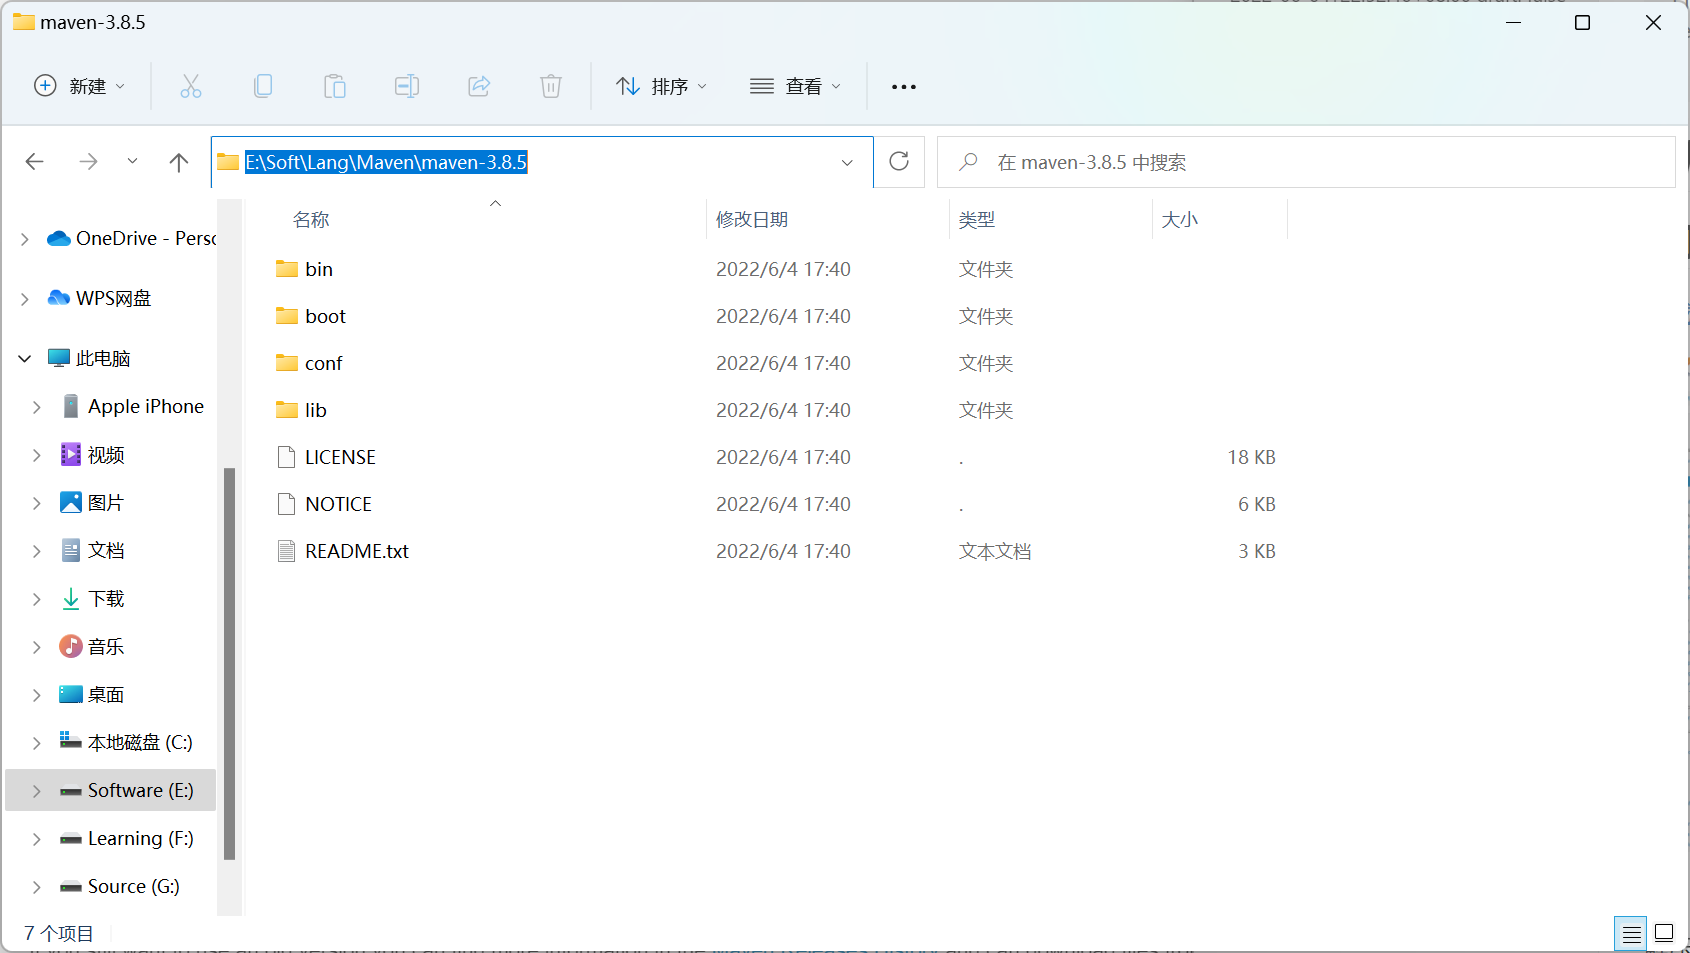 maven-3.8.5
新建
排序
查看
E:\Soft\Lang\Maven\maven-3.8.5
在 maven-3.8.5 中搜索
名称 修改日期 类型 大小
OneDrive - Perso
WPS网盘
此电脑
Apple iPhone
视频
图片
文档
下载
音乐
桌面
本地磁盘 (C:)
Software (E:)
Learning (F:)
Source (G:)
bin 2022/6/4 17:40 文件夹
boot 2022/6/4 17:40 文件夹
conf 2022/6/4 17:40 文件夹
lib 2022/6/4 17:40 文件夹
LICENSE 2022/6/4 17:40 . 18 KB
NOTICE 2022/6/4 17:40 . 6 KB
README.txt 2022/6/4 17:40 文本文档 3 KB
7 个项目